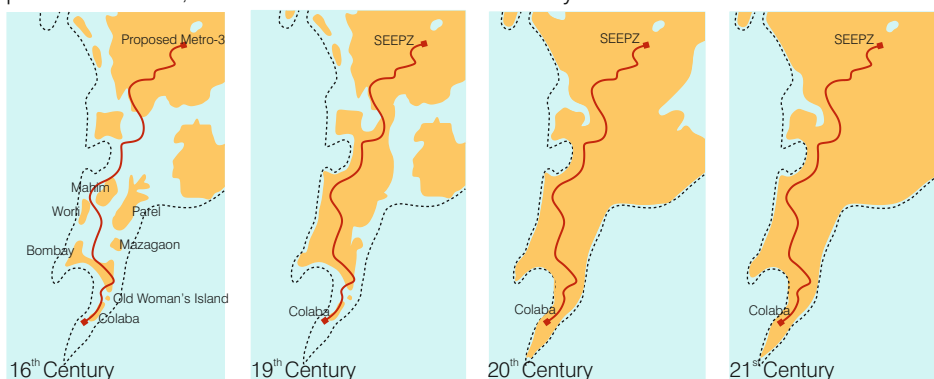 Proposed Metro-3
Mahim
Worli
Parel
Bombay
Mazagaon
Old Woman's Island
Colaba
16th Century
SEEPZ
Colaba
19th Century
SEEPZ
Colaba
20th Century
SEEPZ
Colaba
21st Century